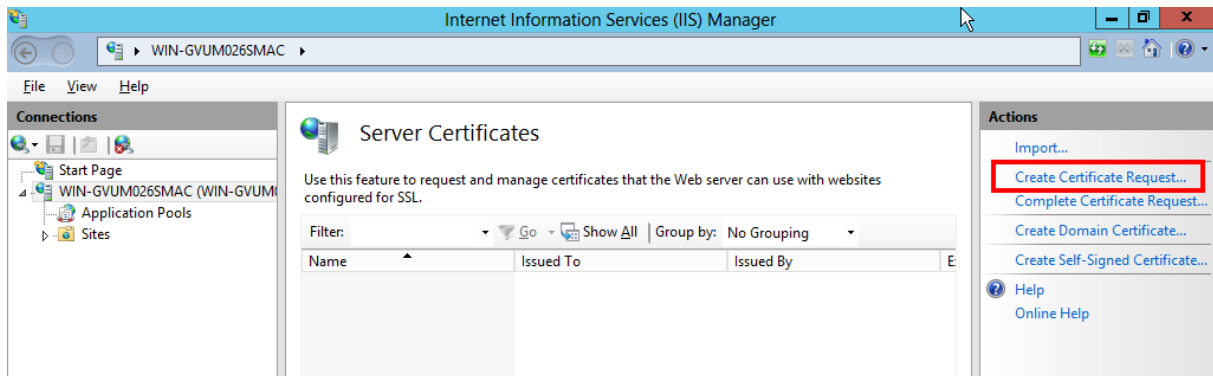 Internet Information Services (IIS) Manager
WIN-GVUM026SMAC
File View Help
Connections
Start Page
WIN-GVUM026SMAC (WIN-GVUM
Application Pools
Sites
Server Certificates
Use this feature to request and manage certificates that the Web server can use with websites
configured for SSL.
Filter: Go Show All Group by: No Grouping
Name Issued To Issued By
Actions
Import...
Create Certificate Request...
Complete Certificate Request...
Create Domain Certificate...
Create Self-Signed Certificate...
Help
Online Help